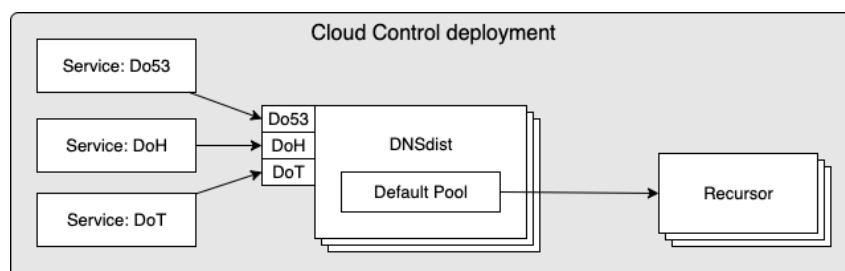 Cloud Control deployment
Service: Do53
Service: DoH
Service: DoT
Do53
DoH
DoT
DNSdist
Default Pool
Recursor